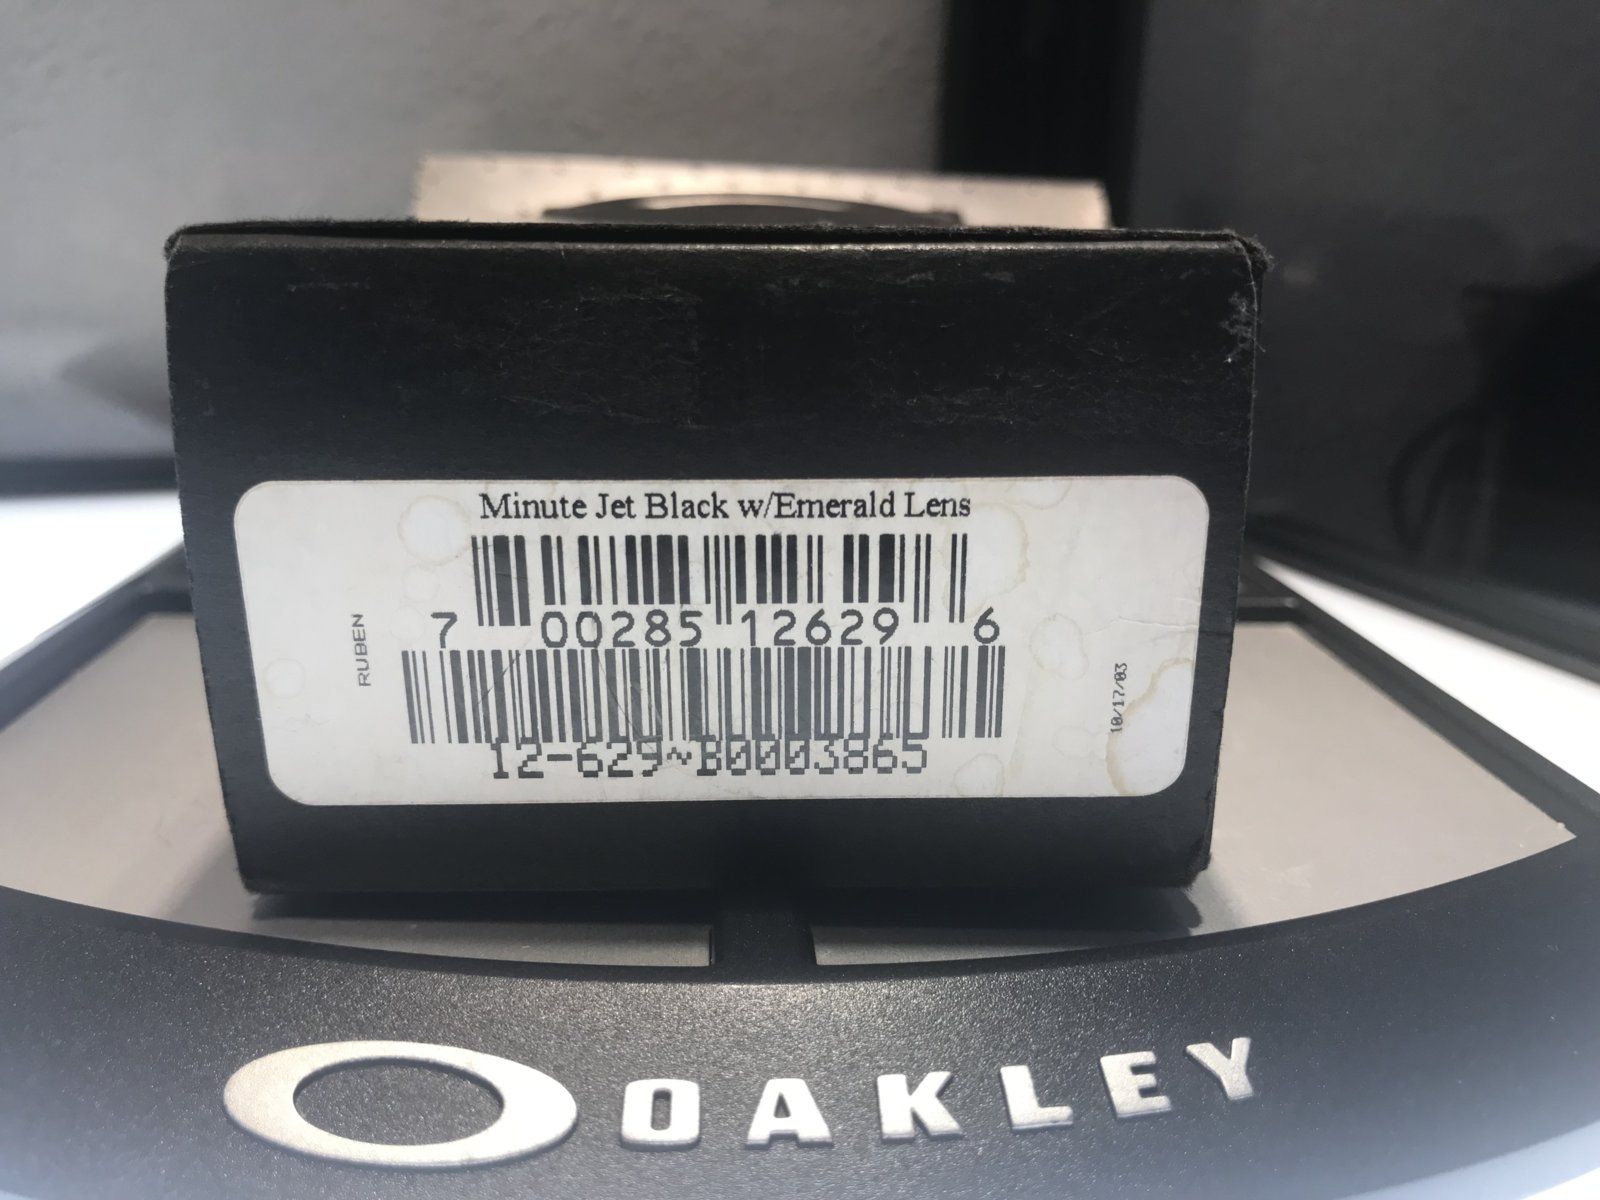 Minute Jet Black w/Emerald Lens
7 00285 12629 6
RUBEN
10/17/03
12-629~B0003865
OAKLEY